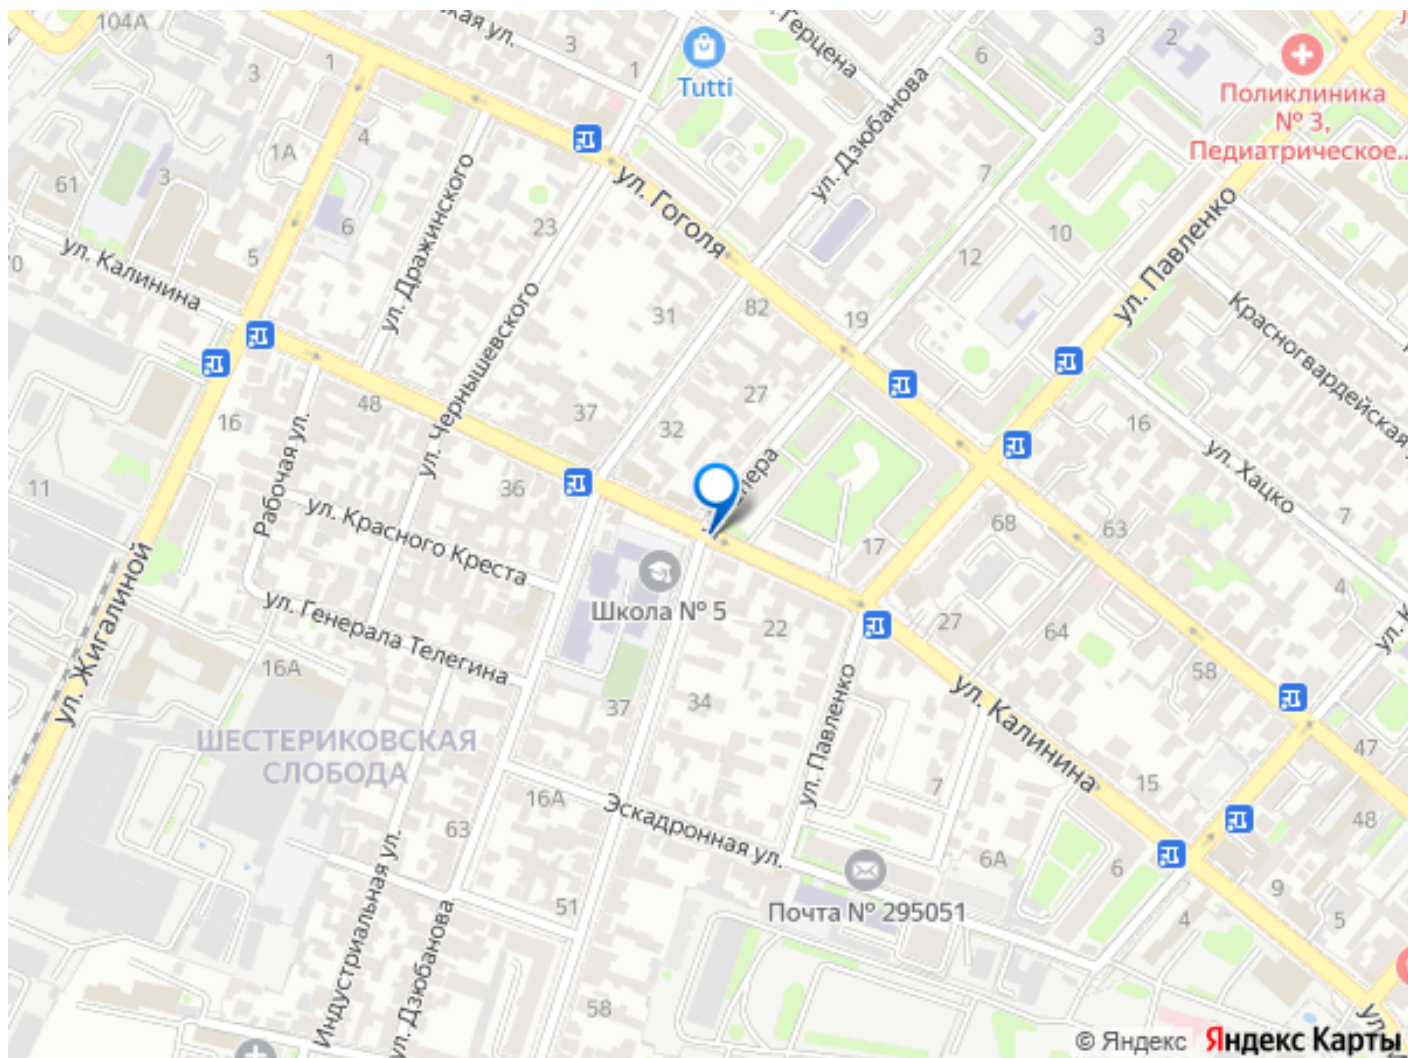 104А
3
1
3
1
Tutti
ул. Герцена
6
3
2
Поликлиника
№ 3,
Педиатрическое...
4
1А
3
61
6
5
23
ул. Гоголя
ул. Дзюбанова
7
10
12
ул. Павленко
ул. Калинина
ул. Дражинского
ул. Чернышевского
31
82
19
27
Красногвардейская
16
48
37
32
16
ул. Хацко
11
Рабочая ул.
36
ул. Красного Креста
68
63
7
17
4
Школа № 5
ул. Жигалиной
ул. Генерала Телегина
22
27
64
58
16А
37
34
ул. Павленко
ул. Калинина
ШЕСТЕРИКОВСКАЯ
СЛОБОДА
47
16А
Эскадронная ул.
7
15
48
63
6А
6
9
Почта № 295051
51
4
5
Индустриальная ул.
ул. Дзюбанова
58
© Яндекс Яндекс Карты